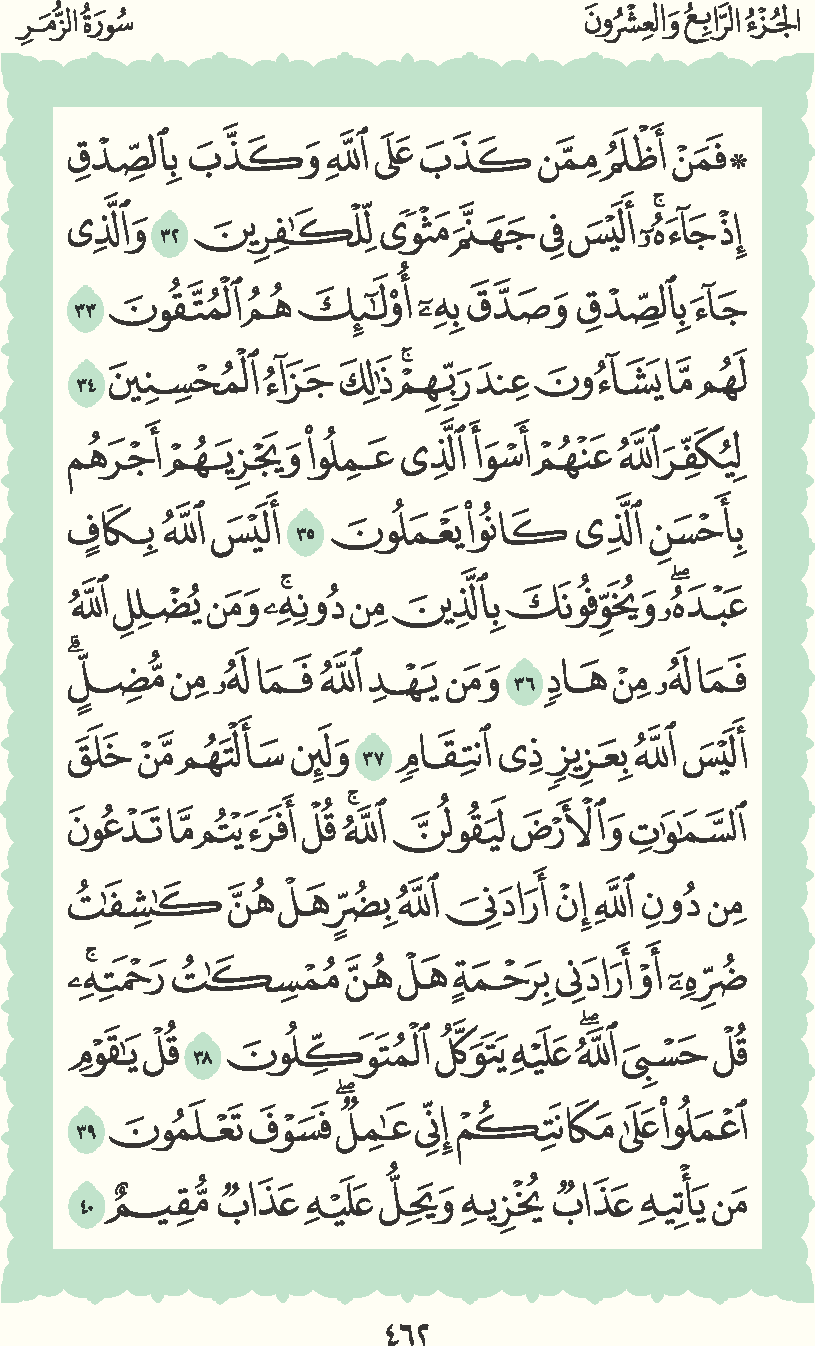 الجُزْءُ الرَّابِعُ وَالعِشْرُونَ
سُورَةُ الزُّمَرِ
۞ فَمَنْ أَظْلَمُ مِمَّن كَذَبَ عَلَى ٱللَّهِ وَكَذَّبَ بِٱلصِّدْقِ
إِذْ جَآءَهُۥٓۚ أَلَيْسَ فِى جَهَنَّمَ مَثْوًى لِّلْكَـٰفِرِينَ ٣٢ وَٱلَّذِى
جَآءَ بِٱلصِّدْقِ وَصَدَّقَ بِهِۦٓ أُو۟لَـٰٓئِكَ هُمُ ٱلْمُتَّقُونَ ٣٣
لَهُم مَّا يَشَآءُونَ عِندَ رَبِّهِمْۚ ذَٰلِكَ جَزَآءُ ٱلْمُحْسِنِينَ ٣٤
لِيُكَفِّرَ ٱللَّهُ عَنْهُمْ أَسْوَأَ ٱلَّذِى عَمِلُوا۟ وَيَجْزِيَهُمْ أَجْرَهُم
بِأَحْسَنِ ٱلَّذِى كَانُوا۟ يَعْمَلُونَ ٣٥ أَلَيْسَ ٱللَّهُ بِكَافٍ
عَبْدَهُۥۖ وَيُخَوِّفُونَكَ بِٱلَّذِينَ مِن دُونِهِۦۚ وَمَن يُضْلِلِ ٱللَّهُ
فَمَا لَهُۥ مِنْ هَادٍ ٣٦ وَمَن يَهْدِ ٱللَّهُ فَمَا لَهُۥ مِن مُّضِلٍّۗ
أَلَيْسَ ٱللَّهُ بِعَزِيزٍ ذِى ٱنتِقَامٍ ٣٧ وَلَئِن سَأَلْتَهُم مَّنْ خَلَقَ
ٱلسَّمَـٰوَٰتِ وَٱلْأَرْضَ لَيَقُولُنَّ ٱللَّهُۚ قُلْ أَفَرَءَيْتُم مَّا تَدْعُونَ
مِن دُونِ ٱللَّهِ إِنْ أَرَادَنِىَ ٱللَّهُ بِضُرٍّ هَلْ هُنَّ كَـٰشِفَـٰتُ
ضُرِّهِۦٓ أَوْ أَرَادَنِى بِرَحْمَةٍ هَلْ هُنَّ مُمْسِكَـٰتُ رَحْمَتِهِۦۚ
قُلْ حَسْبِىَ ٱللَّهُۖ عَلَيْهِ يَتَوَكَّلُ ٱلْمُتَوَكِّلُونَ ٣٨ قُلْ يَـٰقَوْمِ
ٱعْمَلُوا۟ عَلَىٰ مَكَانَتِكُمْ إِنِّى عَـٰمِلٌۖ فَسَوْفَ تَعْلَمُونَ ٣٩
مَن يَأْتِيهِ عَذَابٌ يُخْزِيهِ وَيَحِلُّ عَلَيْهِ عَذَابٌ مُّقِيمٌ ٤٠
٤٦٢